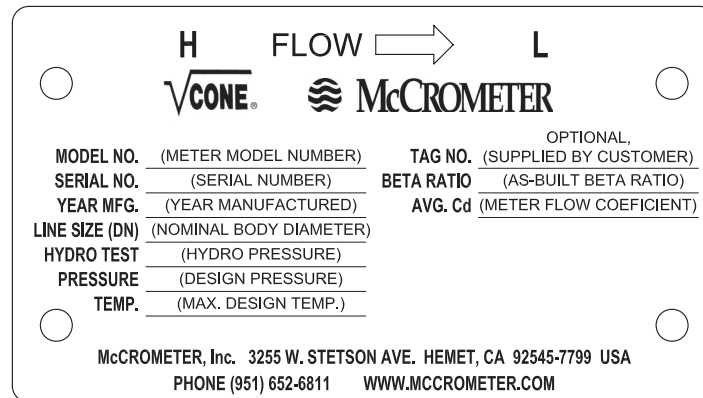 H FLOW L
√CONE® McCROMETER
OPTIONAL,
MODEL NO. (METER MODEL NUMBER) TAG NO. (SUPPLIED BY CUSTOMER)
SERIAL NO. (SERIAL NUMBER) BETA RATIO (AS-BUILT BETA RATIO)
YEAR MFG. (YEAR MANUFACTURED) AVG. Cd (METER FLOW COEFICIENT)
LINE SIZE (DN) (NOMINAL BODY DIAMETER)
HYDRO TEST (HYDRO PRESSURE)
PRESSURE (DESIGN PRESSURE)
TEMP. (MAX. DESIGN TEMP.)
McCROMETER, Inc. 3255 W. STETSON AVE. HEMET, CA 92545-7799 USA
PHONE (951) 652-6811 WWW.MCCROMETER.COM